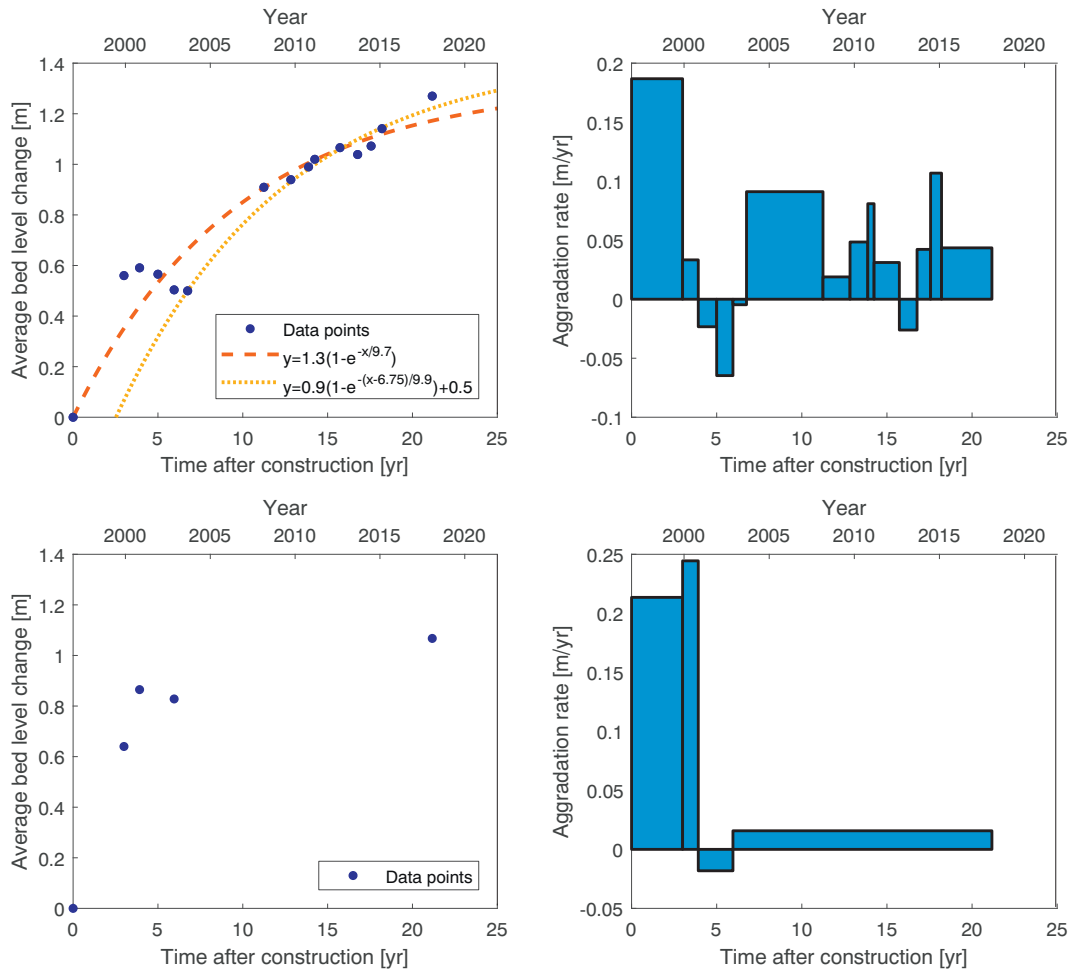 Year
2000 2005 2010 2015 2020
1.4
1.2
1
0.8
0.6
0.4
0.2
0
Average bed level change [m]
Data points
y=1.3(1-e^-x/9.7)
y=0.9(1-e^-(x-6.75)/9.9)+0.5
0 5 10 15 20 25
Time after construction [yr]
Year
2000 2005 2010 2015 2020
0.2
0.15
0.1
0.05
0
-0.05
-0.1
Aggradation rate [m/yr]
0 5 10 15 20 25
Time after construction [yr]
Year
2000 2005 2010 2015 2020
1.4
1.2
1
0.8
0.6
0.4
0.2
0
Average bed level change [m]
Data points
0 5 10 15 20 25
Time after construction [yr]
Year
2000 2005 2010 2015 2020
0.25
0.2
0.15
0.1
0.05
0
-0.05
Aggradation rate [m/yr]
0 5 10 15 20 25
Time after construction [yr]